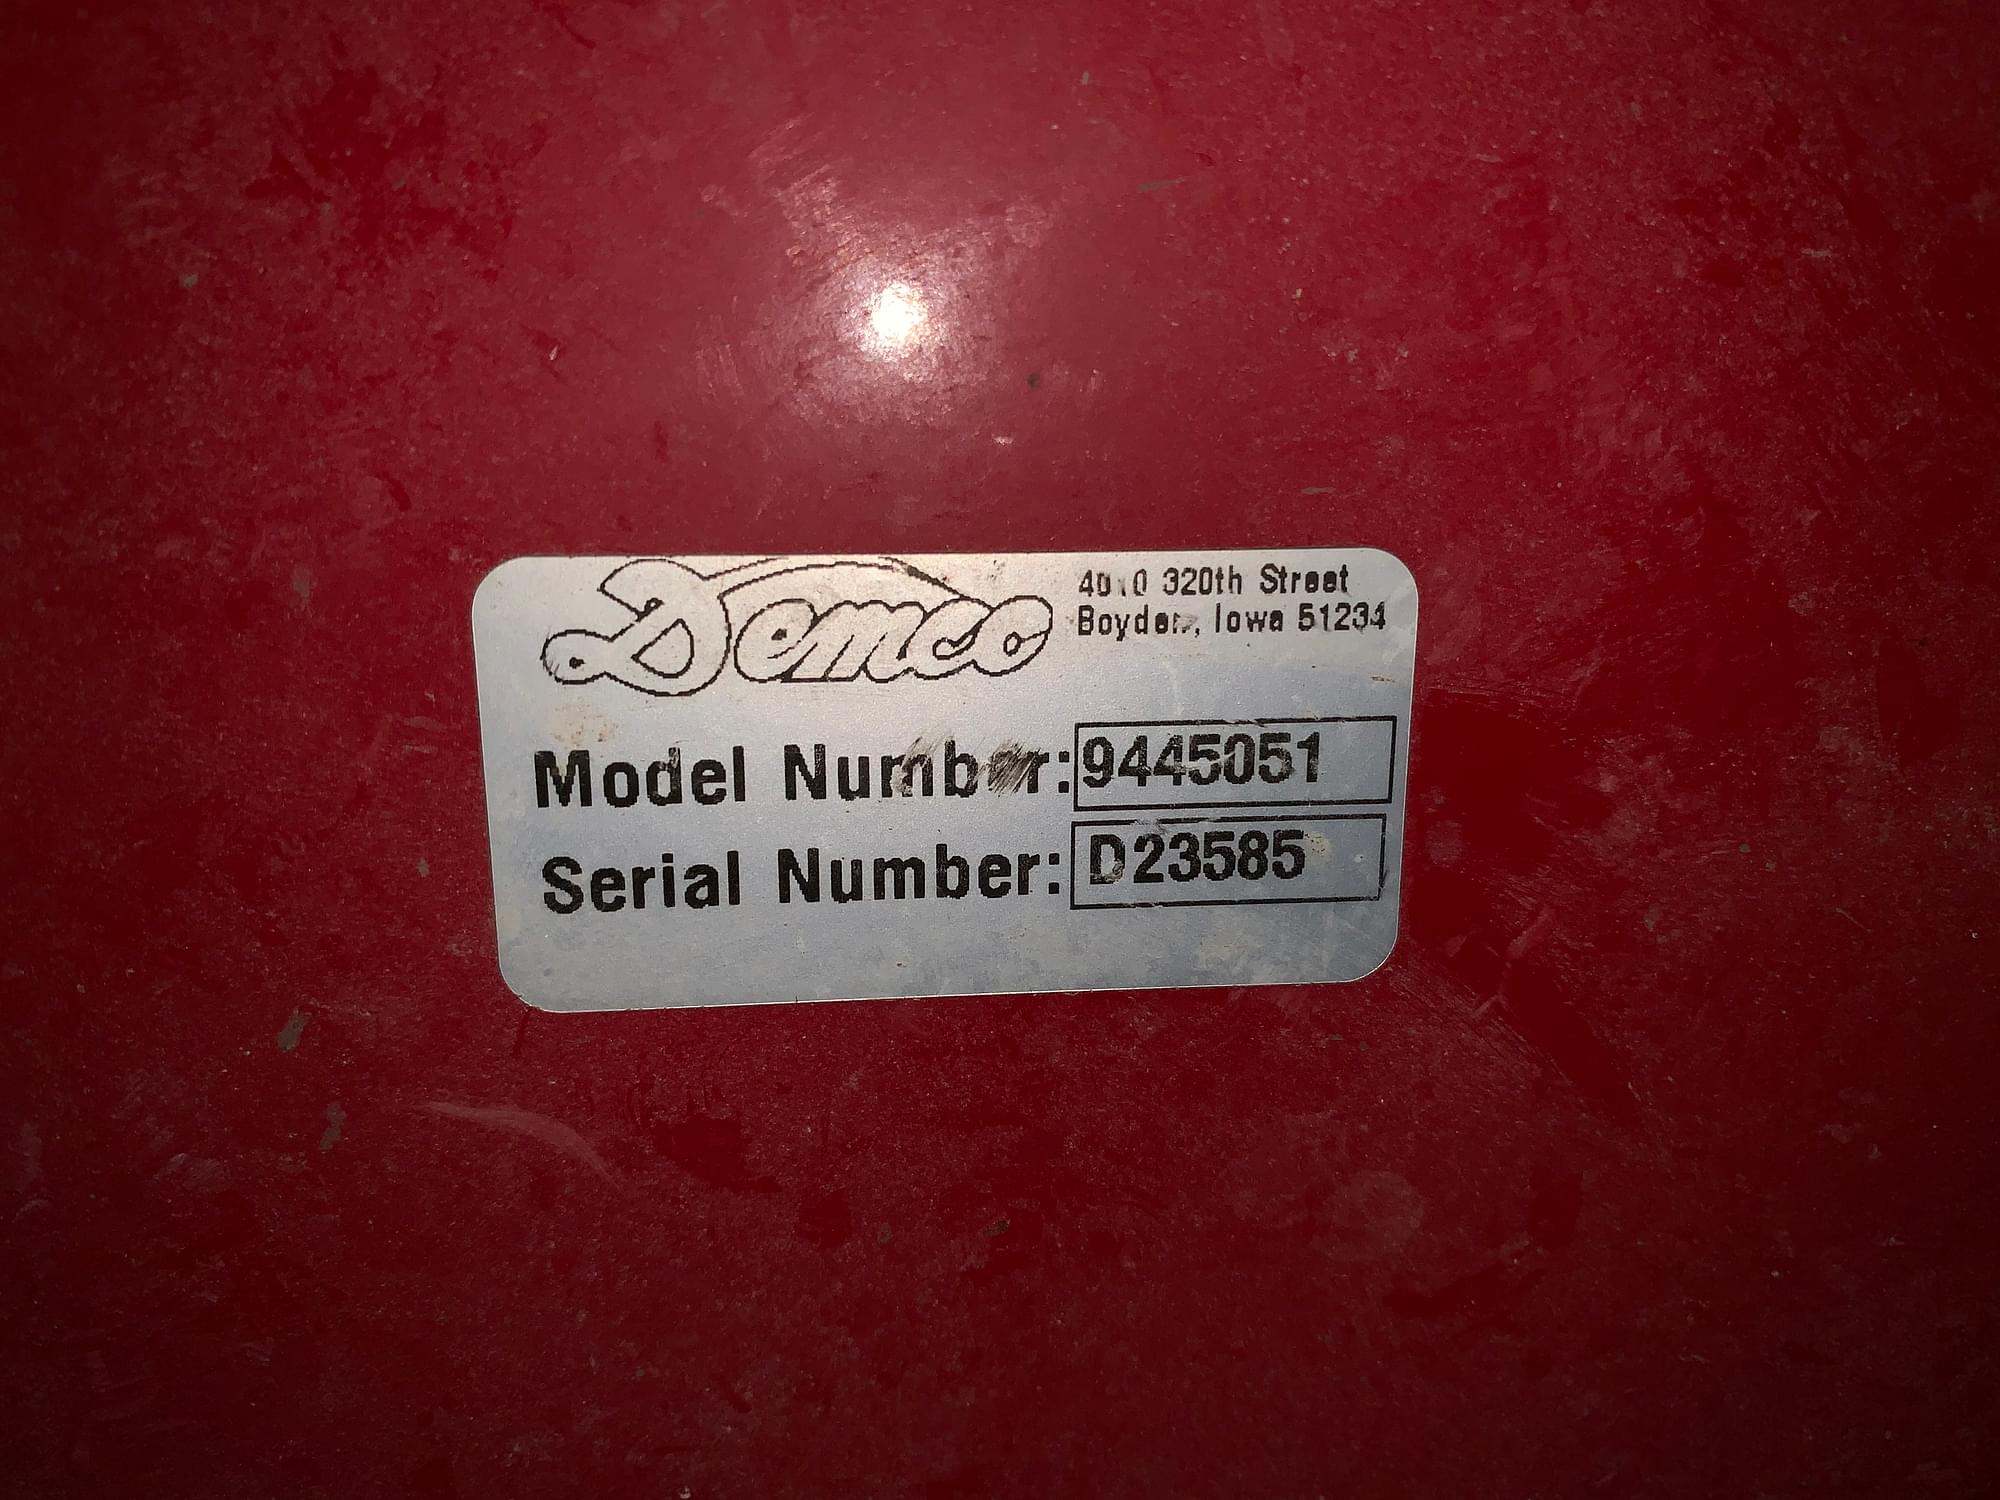 Demco
4010 320th Street
Boyden, Iowa 51234
Model Number: 9445051
Serial Number: D23585